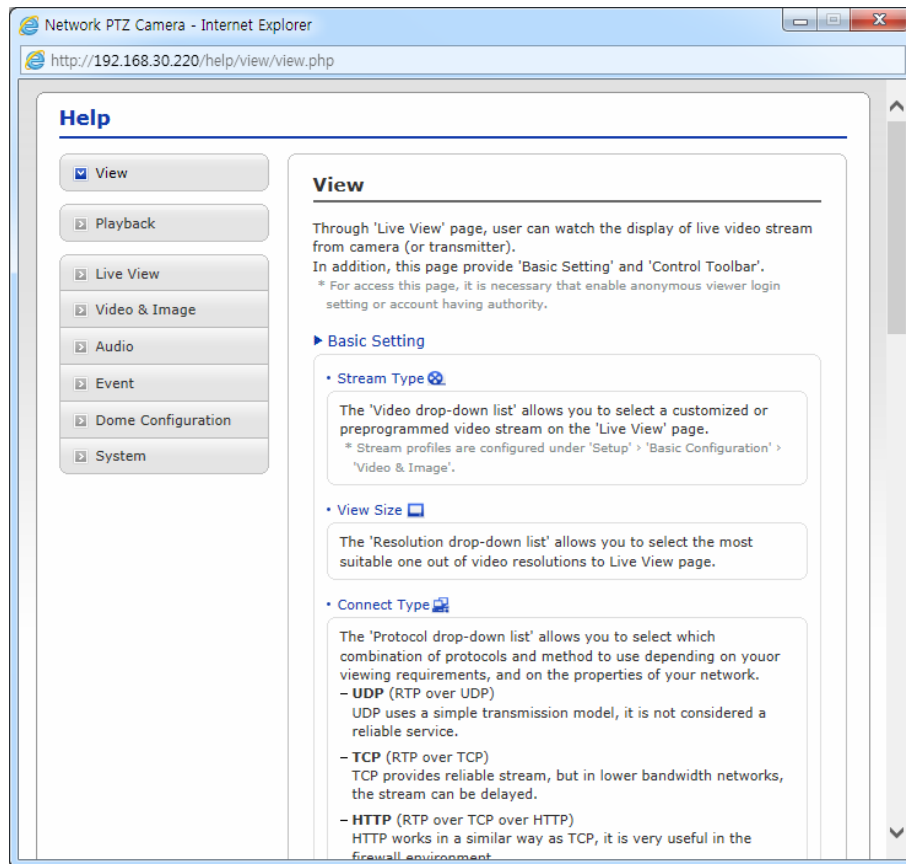 Network PTZ Camera - Internet Explorer
http://192.168.30.220/help/view/view.php
Help
View
Playback
Live View
Video & Image
Audio
Event
Dome Configuration
System
View
Through 'Live View' page, user can watch the display of live video stream
from camera (or transmitter).
In addition, this page provide 'Basic Setting' and 'Control Toolbar'.
* For access this page, it is necessary that enable anonymous viewer login
setting or account having authority.
Basic Setting
• Stream Type
The 'Video drop-down list' allows you to select a customized or
preprogrammed video stream on the 'Live View' page.
* Stream profiles are configured under 'Setup' > 'Basic Configuration' >
'Video & Image'.
• View Size
The 'Resolution drop-down list' allows you to select the most
suitable one out of video resolutions to Live View page.
• Connect Type
The 'Protocol drop-down list' allows you to select which
combination of protocols and method to use depending on youor
viewing requirements, and on the properties of your network.
– UDP (RTP over UDP)
UDP uses a simple transmission model, it is not considered a
reliable service.
– TCP (RTP over TCP)
TCP provides reliable stream, but in lower bandwidth networks,
the stream can be delayed.
– HTTP (RTP over TCP over HTTP)
HTTP works in a similar way as TCP, it is very useful in the
firewall environment.